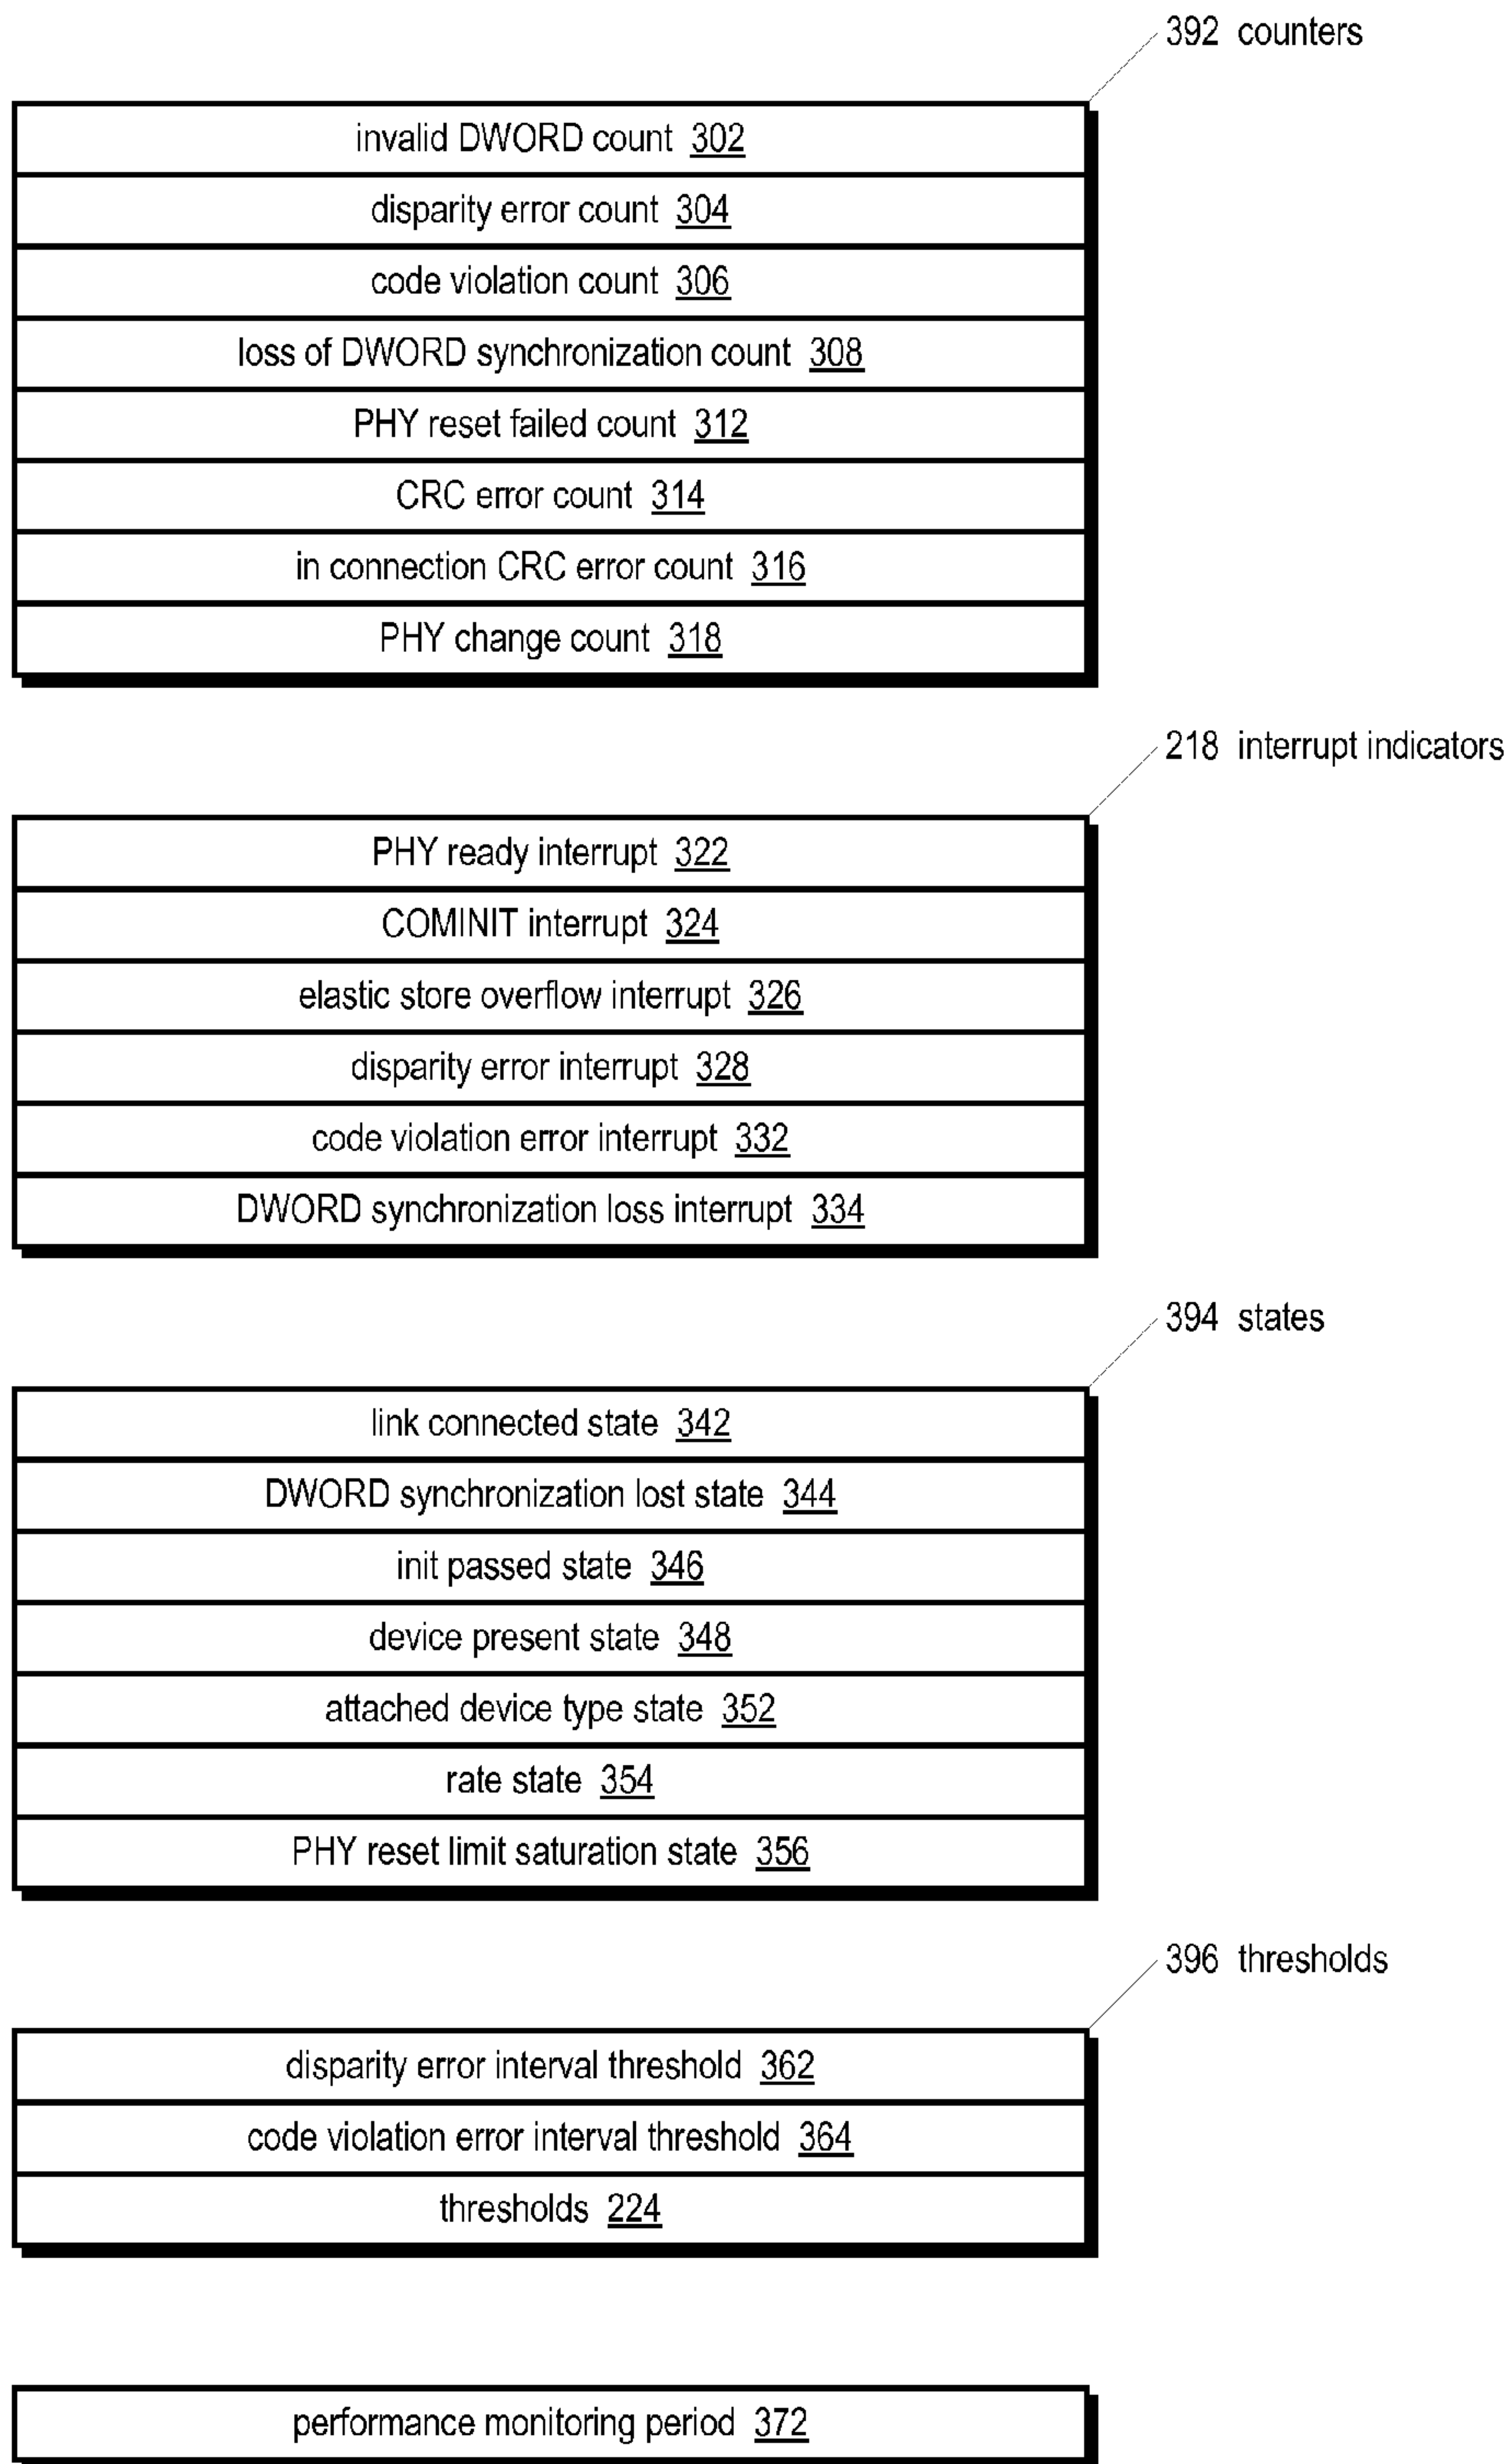 392 counters
invalid DWORD count 302
disparity error count 304
code violation count 306
loss of DWORD synchronization count 308
PHY reset failed count 312
CRC error count 314
in connection CRC error count 316
PHY change count 318
218 interrupt indicators
PHY ready interrupt 322
COMINIT interrupt 324
elastic store overflow interrupt 326
disparity error interrupt 328
code violation error interrupt 332
DWORD synchronization loss interrupt 334
394 states
link connected state 342
DWORD synchronization lost state 344
init passed state 346
device present state 348
attached device type state 352
rate state 354
PHY reset limit saturation state 356
396 thresholds
disparity error interval threshold 362
code violation error interval threshold 364
thresholds 224
performance monitoring period 372